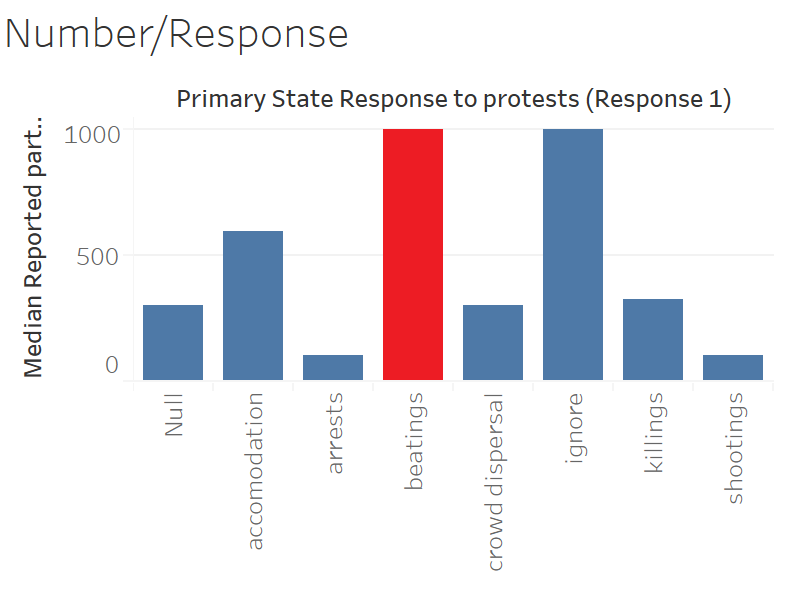 Number/Response
Primary State Response to protests (Response 1)
Median Reported part..
1000
500
0
Null
accomodation
arrests
beatings
crowd dispersal
ignore
killings
shootings